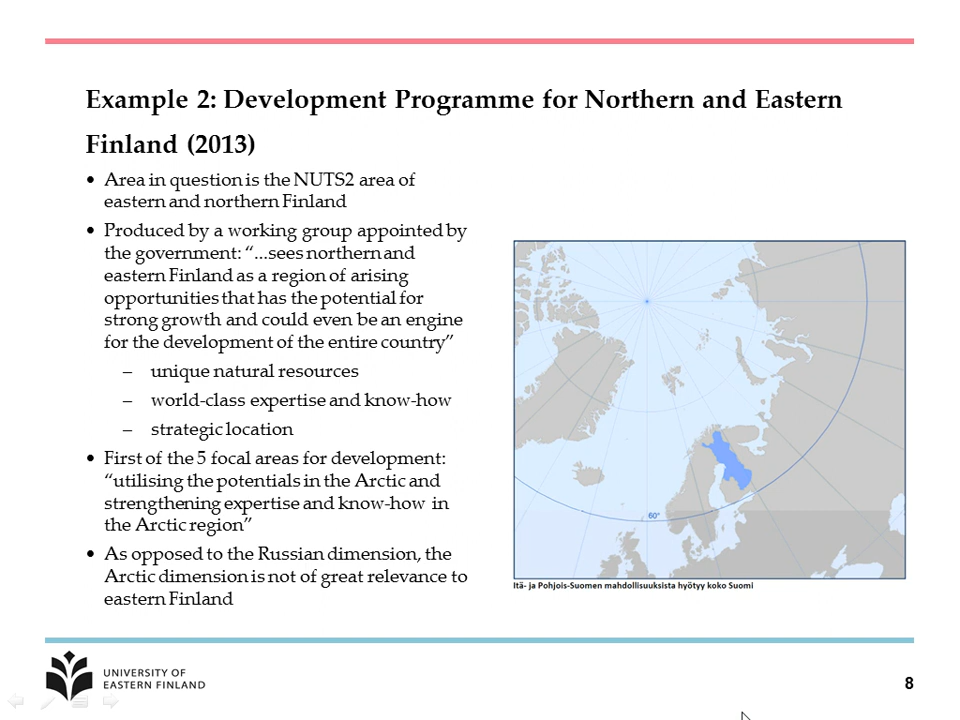 Example 2: Development Programme for Northern and Eastern
Finland (2013)
• Area in question is the NUTS2 area of
eastern and northern Finland
• Produced by a working group appointed by
the government: “...sees northern and
eastern Finland as a region of arising
opportunities that has the potential for
strong growth and could even be an engine
for the development of the entire country”
– unique natural resources
– world-class expertise and know-how
– strategic location
• First of the 5 focal areas for development:
“utilising the potentials in the Arctic and
strengthening expertise and know-how in
the Arctic region”
• As opposed to the Russian dimension, the
Arctic dimension is not of great relevance to
eastern Finland
60°
Itä- ja Pohjois-Suomen mahdollisuuksista hyötyy koko Suomi
UNIVERSITY OF
EASTERN FINLAND
8